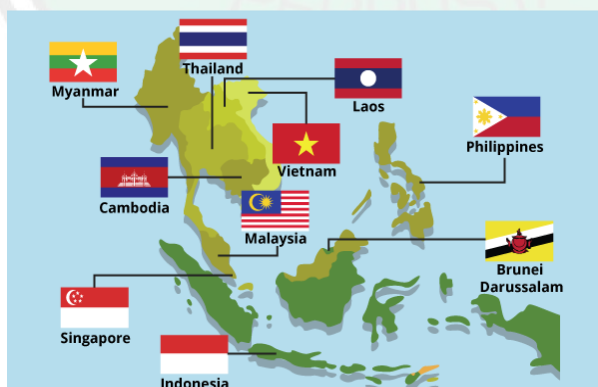 Thailand
Myanmar
Laos
Philippines
Vietnam
Cambodia
Malaysia
Brunei
Darussalam
Singapore
Indonesia